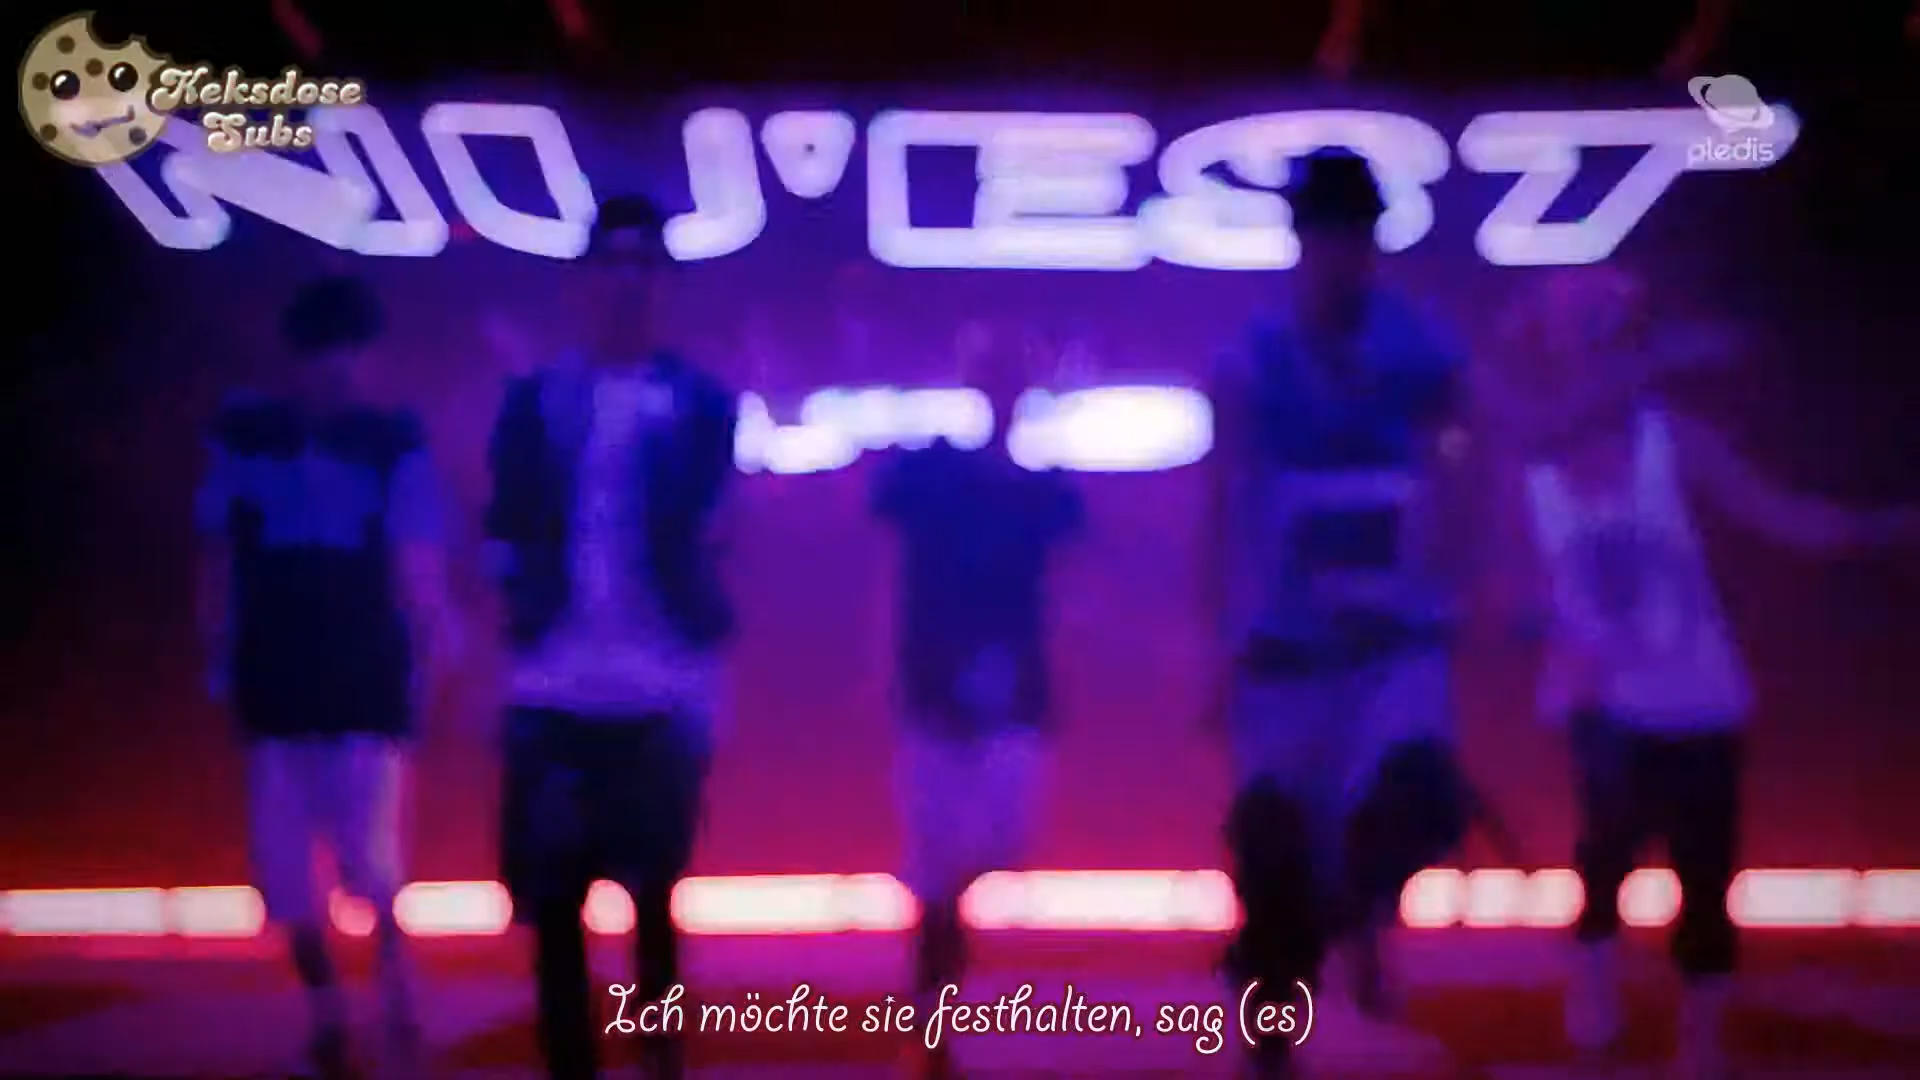 Keksdose
Subs
NU'EST
pledis
Ich möchte sie festhalten, sag (es)